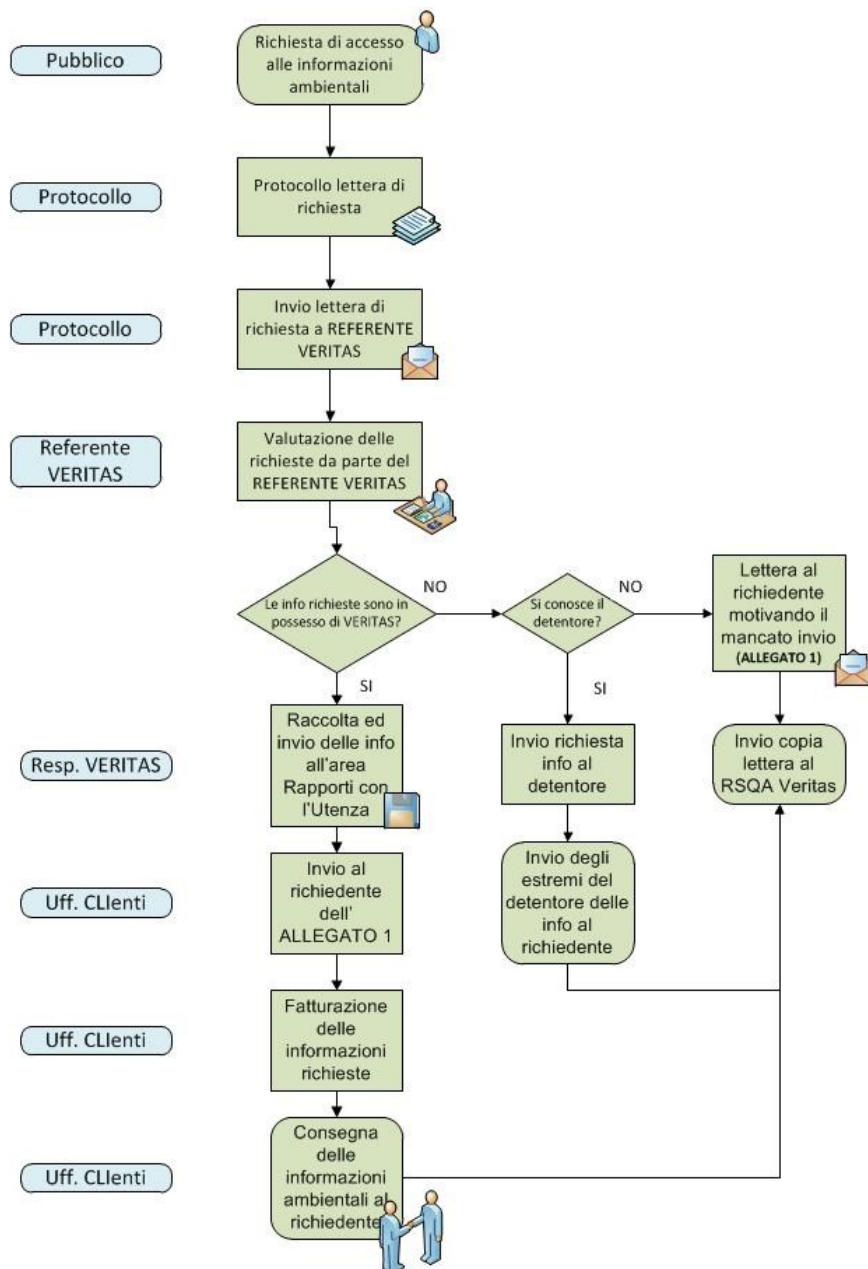 Pubblico
Richiesta di accesso
alle informazioni
ambientali
Protocollo
Protocollo lettera di
richiesta
Protocollo
Invio lettera di
richiesta a REFERENTE
VERITAS
Referente
VERITAS
Valutazione delle
richieste da parte del
REFERENTE VERITAS
Le info richieste sono in
possesso di VERITAS?
NO
Si conosce il
detentore?
NO
Lettera al
richiedente
motivando il
mancato invio
(ALLEGATO 1)
SI
SI
Resp. VERITAS
Raccolta ed
invio delle info
all'area
Rapporti con
l'Utenza
Invio richiesta
info al
detentore
Invio copia
lettera al
RSQA Veritas
Uff. CLIenti
Invio al
richiedente
dell'
ALLEGATO 1
Invio degli
estremi del
detentore delle
info al
richiedente
Uff. CLIenti
Fatturazione
delle
informazioni
richieste
Uff. CLIenti
Consegna
delle
informazioni
ambientali al
richiedente